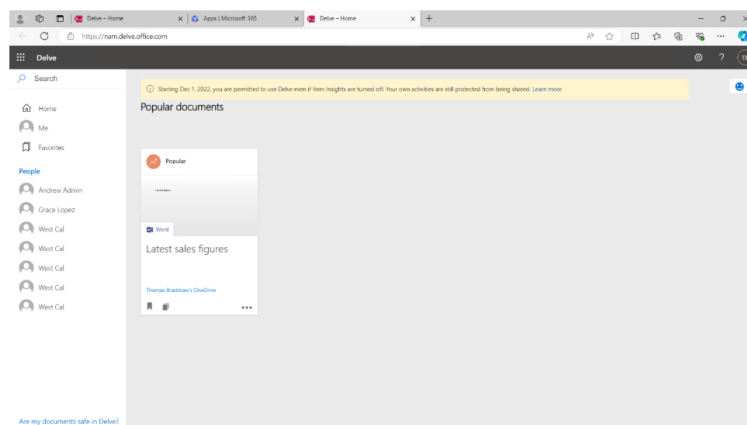 Delve – Home
Apps | Microsoft 365
Delve – Home
https://nam.delve.office.com
Delve
Search
Starting Dec 1, 2022, you are permitted to use Delve even if Item Insights are turned off. Your own activities are still protected from being shared. Learn more
Home
Me
Favorites
People
Andrew Admin
Grace Lopez
West Cal
West Cal
West Cal
West Cal
West Cal
Are my documents safe in Delve?
Popular documents
Popular
Word
Latest sales figures
Thomas Bradshaw's OneDrive